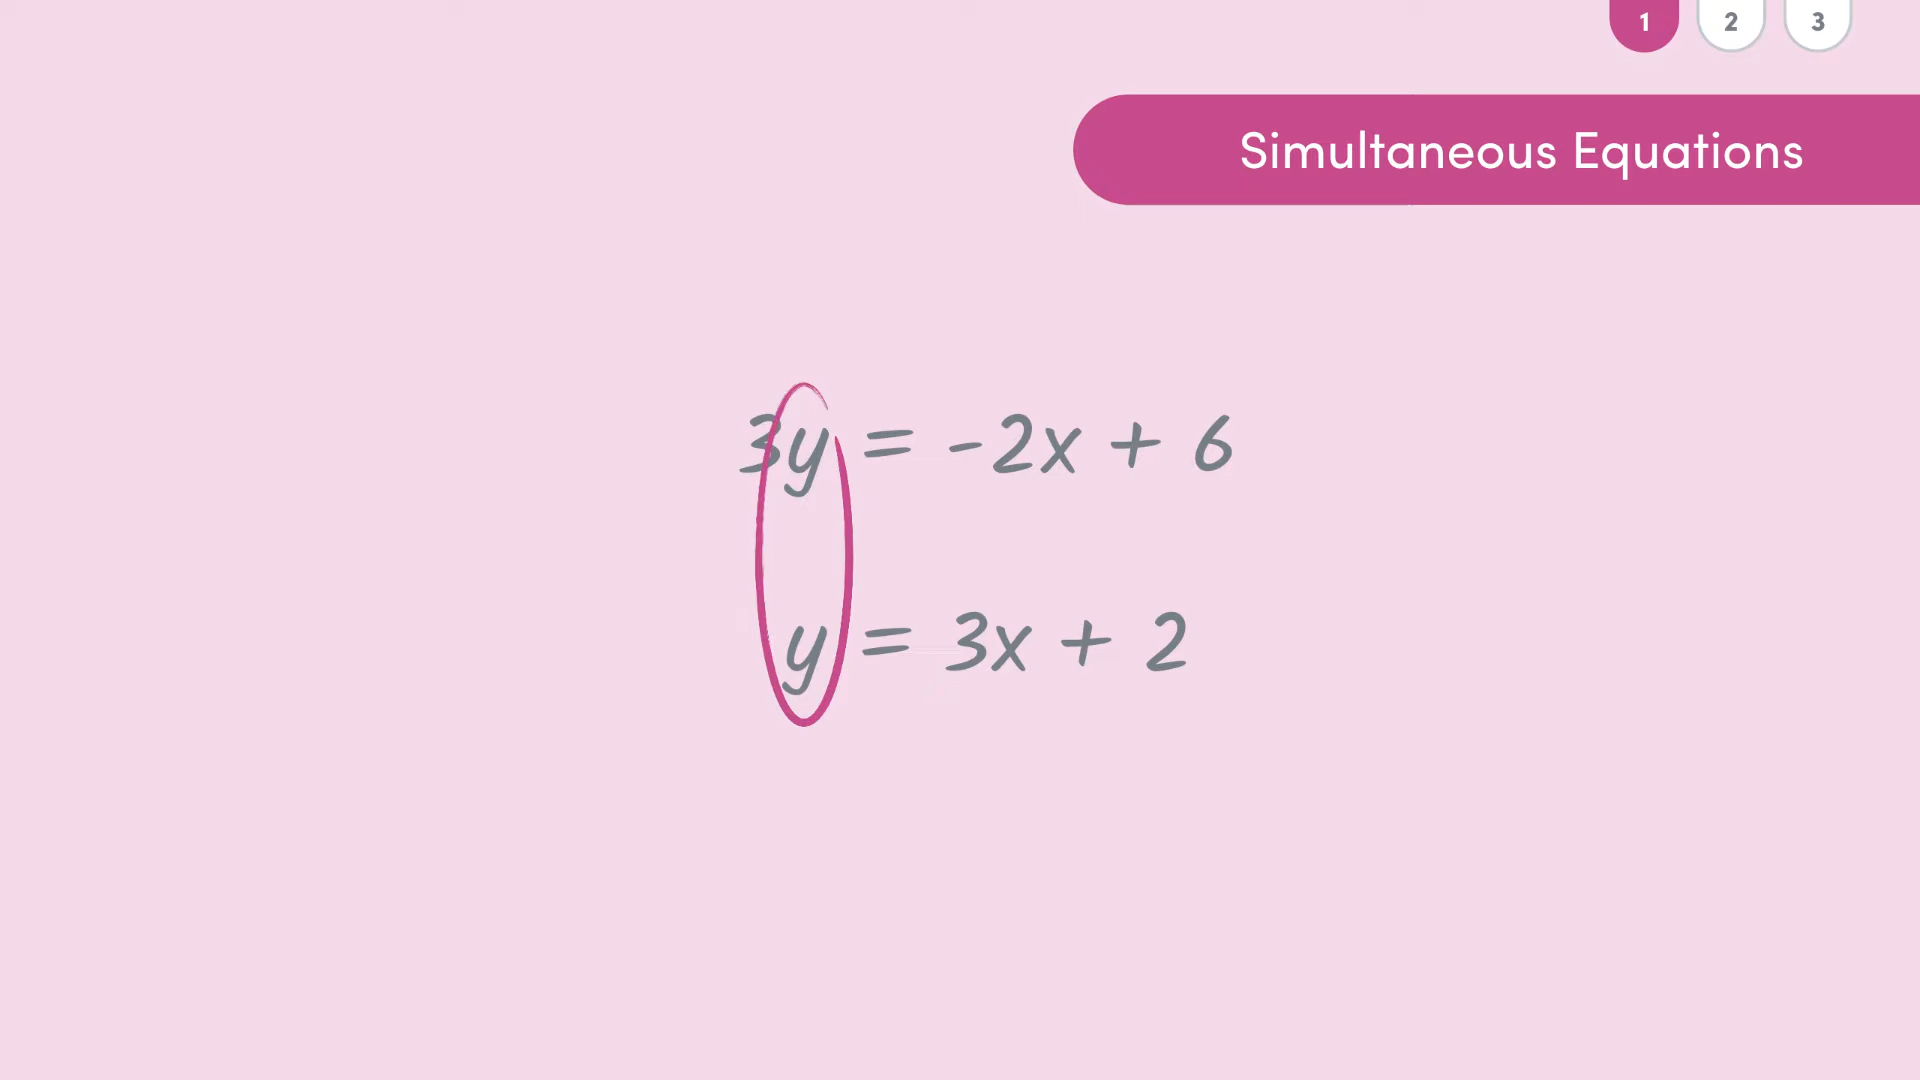 1 2 3
Simultaneous Equations
3y = -2x + 6
y = 3x + 2